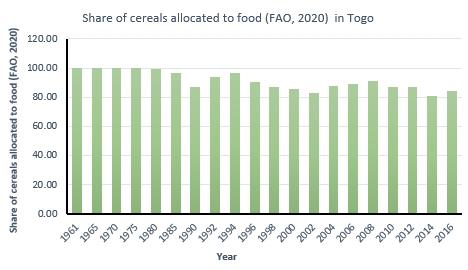 Share of cereals allocated to food (FAO, 2020)  in Togo
Share of cereals allocated to food (FAO, 2020)
120.00
100.00
80.00
60.00
40.00
20.00
0.00
1961 1965 1970 1975 1980 1985 1990 1992 1994 1996 1998 2000 2002 2004 2006 2008 2010 2012 2014 2016
Year